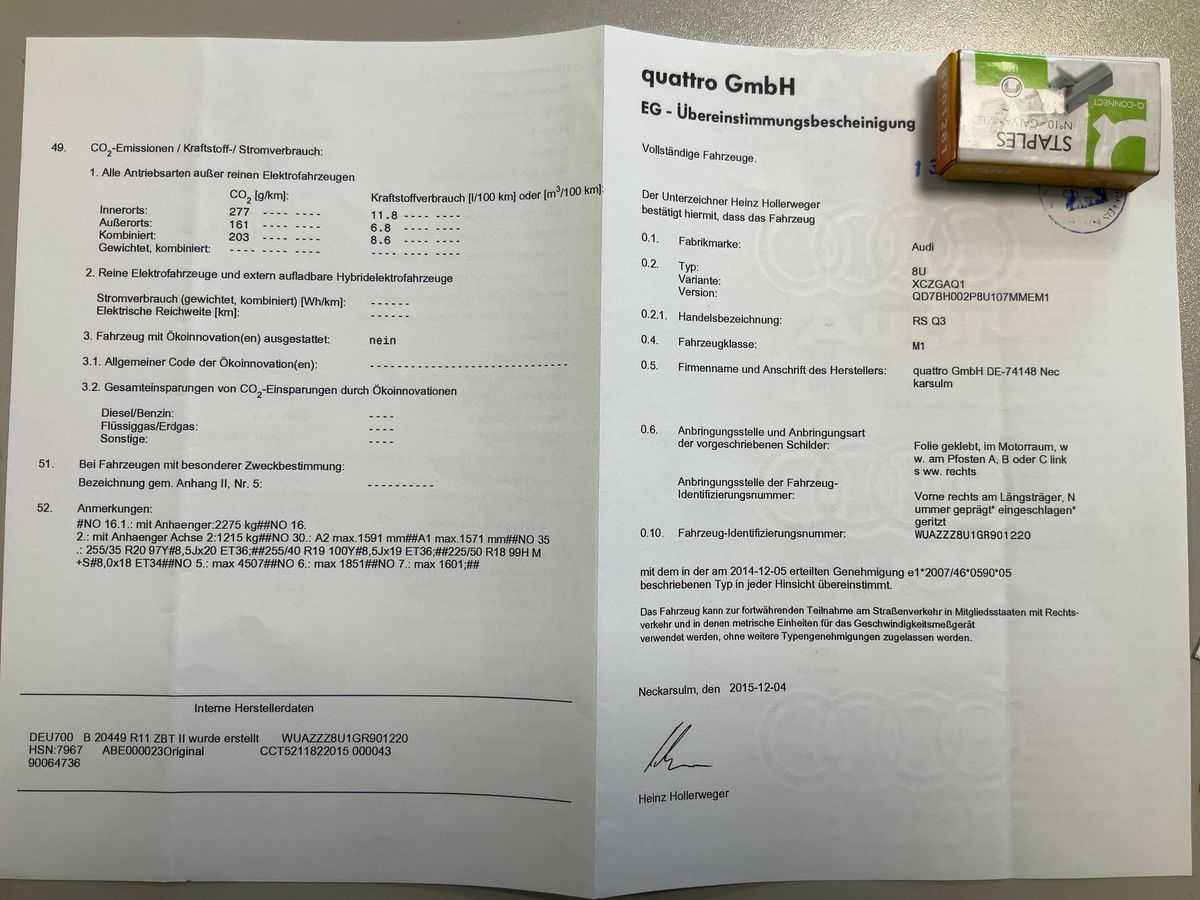 49. CO2-Emissionen / Kraftstoff-/ Stromverbrauch:
1. Alle Antriebsarten außer reinen Elektrofahrzeugen
CO2 [g/km]: Kraftstoffverbrauch [l/100 km] oder [m³/100 km]:
Innerorts: 277 ---- ---- 11.8 ---- ----
Außerorts: 161 ---- ---- 6.8 ---- ----
Kombiniert: 203 ---- ---- 8.6 ---- ----
Gewichtet, kombiniert: ---- ---- ---- ---- ---- ----
2. Reine Elektrofahrzeuge und extern aufladbare Hybridelektrofahrzeuge
Stromverbrauch (gewichtet, kombiniert) [Wh/km]: ------
Elektrische Reichweite [km]: ------
3. Fahrzeug mit Ökoinnovation(en) ausgestattet: nein
3.1. Allgemeiner Code der Ökoinnovation(en): ------------------------------
3.2. Gesamteinsparungen von CO2-Einsparungen durch Ökoinnovationen
Diesel/Benzin: ----
Flüssiggas/Erdgas: ----
Sonstige: ----
51. Bei Fahrzeugen mit besonderer Zweckbestimmung:
Bezeichnung gem. Anhang II, Nr. 5: ----------
52. Anmerkungen:
#NO 16.1.: mit Anhaenger:2275 kg##NO 16.
2.: mit Anhaenger Achse 2:1215 kg##NO 30.: A2 max.1591 mm##A1 max.1571 mm##NO 35
.: 255/35 R20 97Y#8,5Jx20 ET36;##255/40 R19 100Y#8,5Jx19 ET36;##225/50 R18 99H M
+S#8,0x18 ET34##NO 5.: max 4507##NO 6.: max 1851##NO 7.: max 1601;##
Interne Herstellerdaten
DEU700 B 20449 R11 ZBT II wurde erstellt WUAZZZ8U1GR901220
HSN:7967 ABE000023Original CCT5211822015 000043
90064736
quattro GmbH
EG - Übereinstimmungsbescheinigung
Vollständige Fahrzeuge.
13
Der Unterzeichner Heinz Hollerweger
bestätigt hiermit, dass das Fahrzeug
0.1. Fabrikmarke: Audi
0.2. Typ: 8U
Variante: XCZGAQ1
Version: QD7BH002P8U107MMEM1
0.2.1. Handelsbezeichnung: RS Q3
0.4. Fahrzeugklasse: M1
0.5. Firmenname und Anschrift des Herstellers: quattro GmbH DE-74148 Nec
karsulm
0.6. Anbringungsstelle und Anbringungsart
der vorgeschriebenen Schilder: Folie geklebt, im Motorraum, w
w. am Pfosten A, B oder C link
s ww. rechts
Anbringungsstelle der Fahrzeug-
Identifizierungsnummer: Vorne rechts am Längsträger, N
ummer geprägt* eingeschlagen*
geritzt
0.10. Fahrzeug-Identifizierungsnummer: WUAZZZ8U1GR901220
mit dem in der am 2014-12-05 erteilten Genehmigung e1*2007/46*0590*05
beschriebenen Typ in jeder Hinsicht übereinstimmt.
Das Fahrzeug kann zur fortwährenden Teilnahme am Straßenverkehr in Mitgliedsstaaten mit Rechts-
verkehr und in denen metrische Einheiten für das Geschwindigkeitsmeßgerät
verwendet werden, ohne weitere Typengenehmigungen zugelassen werden.
Neckarsulm, den 2015-12-04
Heinz Hollerweger
Q-CONNECT
Nº10 - GALVANIZED
STAPLES